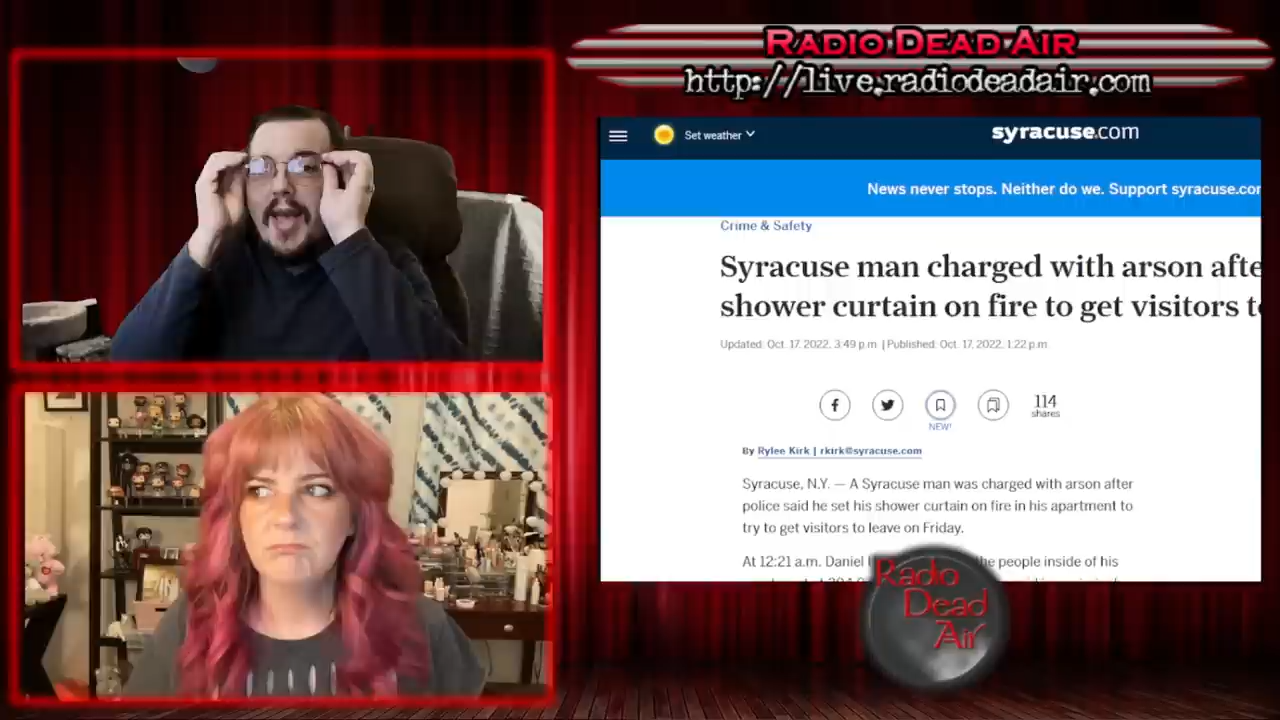 Radio Dead Air
http://live.radiodeadair.com
Set weather
syracuse.com
News never stops. Neither do we. Support syracuse.cor
Crime & Safety
Syracuse man charged with arson afte
shower curtain on fire to get visitors t
Updated: Oct. 17, 2022, 3:49 p.m. | Published: Oct. 17, 2022, 1:22 p.m.
114
shares
NEW!
By Rylee Kirk | rkirk@syracuse.com
Syracuse, N.Y. — A Syracuse man was charged with arson after
police said he set his shower curtain on fire in his apartment to
try to get visitors to leave on Friday.
At 12:21 a.m. Daniel the people inside of his
Radio
Dead
Air